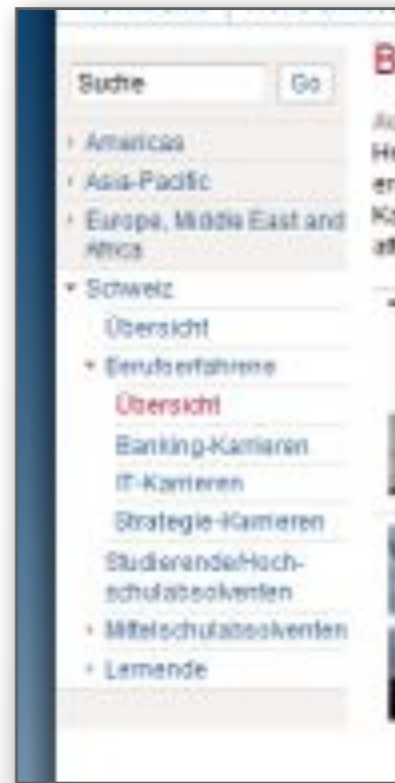 Suche
Go
Americas
Asia-Pacific
Europe, Middle East and
Africa
Schweiz
Übersicht
Berufserfahrene
Übersicht
Banking-Karrieren
IT-Karrieren
Strategie-Karrieren
Studierende/Hoch-
schulabsolventen
Mittelschulabsolventen
Lernende